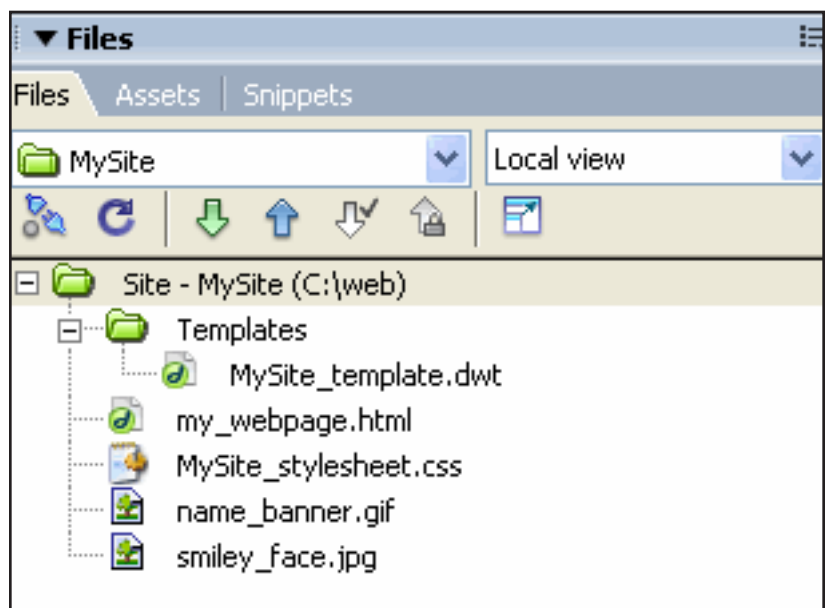 Files
Files Assets Snippets
MySite Local view
Site - MySite (C:\web)
Templates
MySite_template.dwt
my_webpage.html
MySite_stylesheet.css
name_banner.gif
smiley_face.jpg